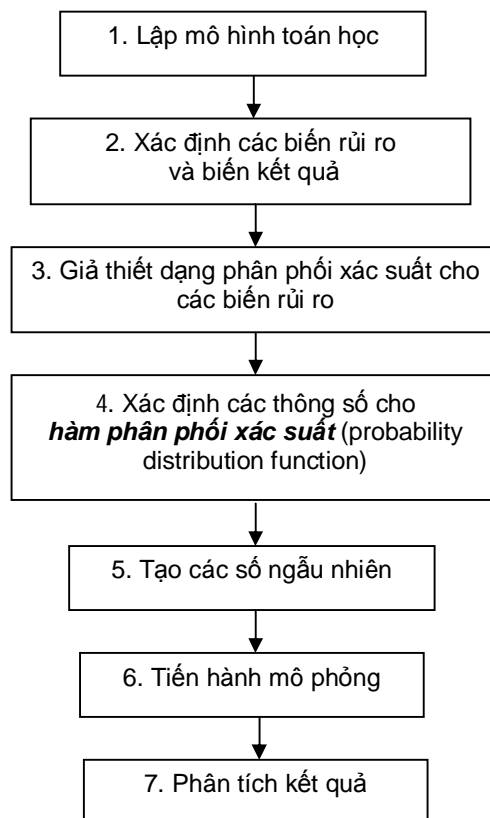 1. Lập mô hình toán học
2. Xác định các biến rủi ro
và biến kết quả
3. Giả thiết dạng phân phối xác suất cho
các biến rủi ro
4. Xác định các thông số cho
hàm phân phối xác suất (probability
distribution function)
5. Tạo các số ngẫu nhiên
6. Tiến hành mô phỏng
7. Phân tích kết quả